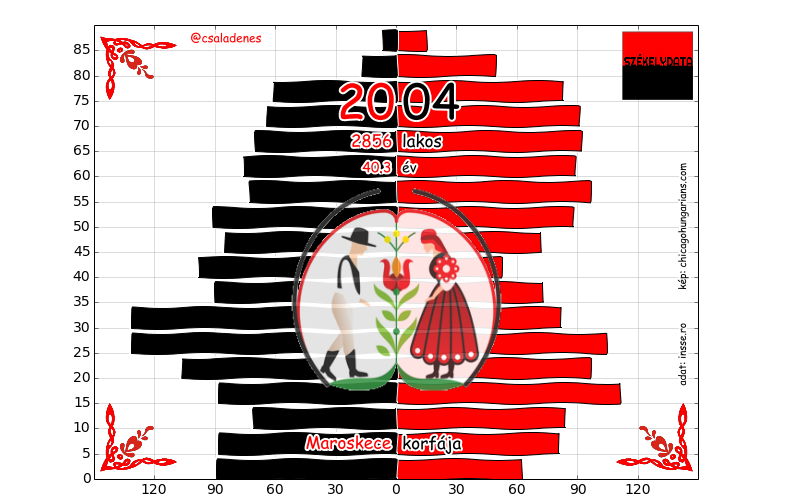 @csaladenes
SZÉKELYDATA
2004
2856 lakos
40.3 év
kép: chicagohungarians.com
adat: insse.ro
Maroskece korfája
85
80
75
70
65
60
55
50
45
40
35
30
25
20
15
10
5
0
120 90 60 30 0 30 60 90 120